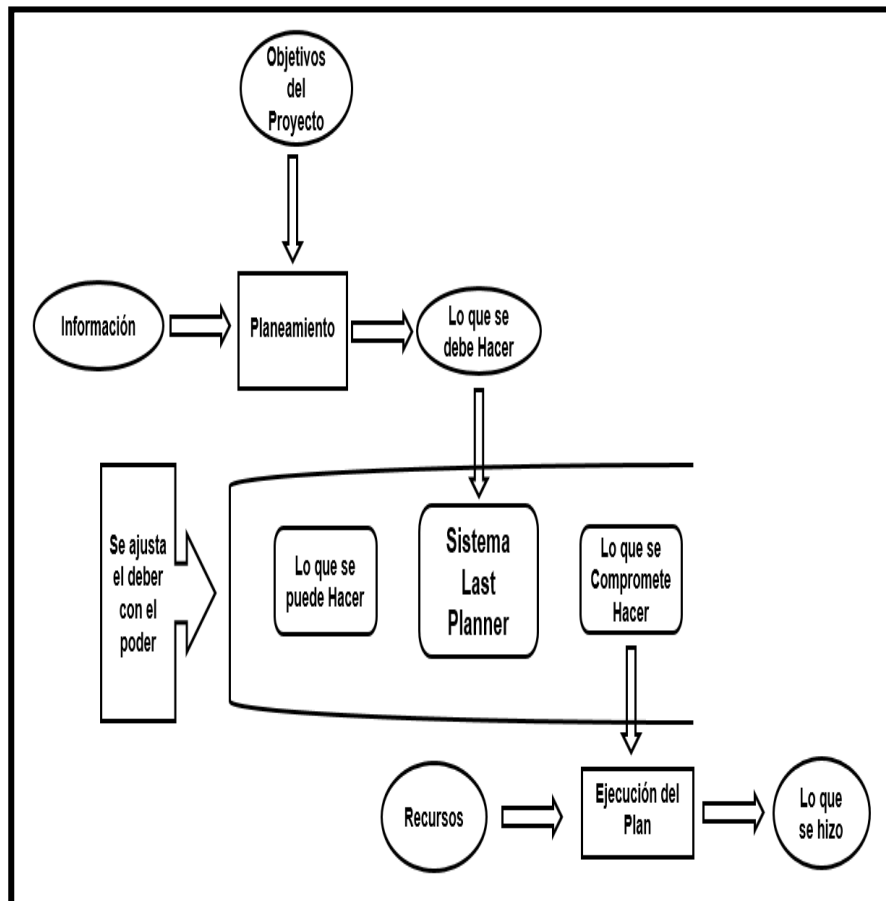 Objetivos
del
Proyecto
Información
Planeamiento
Lo que se
debe Hacer
Se ajusta
el deber
con el
poder
Lo que se
puede Hacer
Sistema
Last
Planner
Lo que se
Compromete
Hacer
Recursos
Ejecución del
Plan
Lo que
se hizo